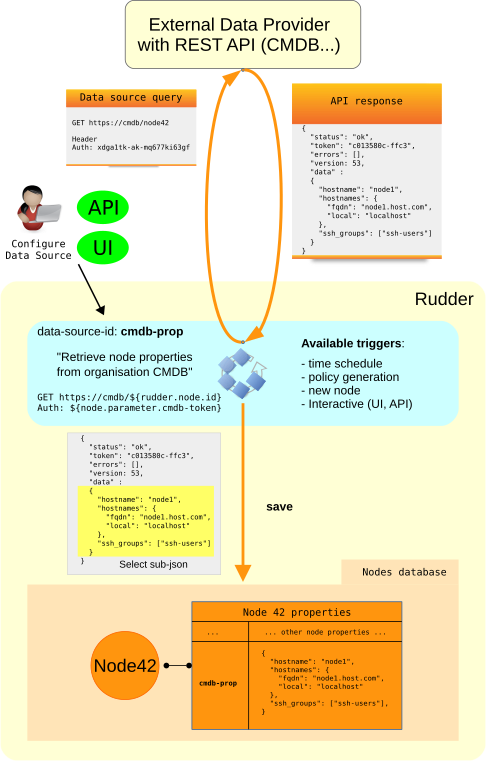 External Data Provider
with REST API (CMDB...)
Data source query
GET https://cmdb/node42
Header
Auth: xdga1tk-ak-mq677ki63gf
API response
{
"status": "ok",
"token": "c013580c-ffc3",
"errors": [],
"version: 53,
"data" :
{
"hostname": "node1",
"hostnames": {
"fqdn": "node1.host.com",
"local": "localhost"
},
"ssh_groups": ["ssh-users"]
}
}
API
UI
Configure
Data Source
Rudder
data-source-id: cmdb-prop
"Retrieve node properties
from organisation CMDB"
GET https://cmdb/${rudder.node.id}
Auth: ${node.parameter.cmdb-token}
Available triggers:
- time schedule
- policy generation
- new node
- Interactive (UI, API)
{
"status": "ok",
"token": "c013580c-ffc3",
"errors": [],
"version: 53,
"data" :
{
"hostname": "node1",
"hostnames": {
"fqdn": "node1.host.com",
"local": "localhost"
},
"ssh_groups": ["ssh-users"]
}
}
Select sub-json
save
Nodes database
Node42
Node 42 properties
... ... other node properties ...
cmdb-prop
{
"hostname": "node1",
"hostnames": {
"fqdn": "node1.host.com",
"local": "localhost"
},
"ssh_groups": ["ssh-users"],
}